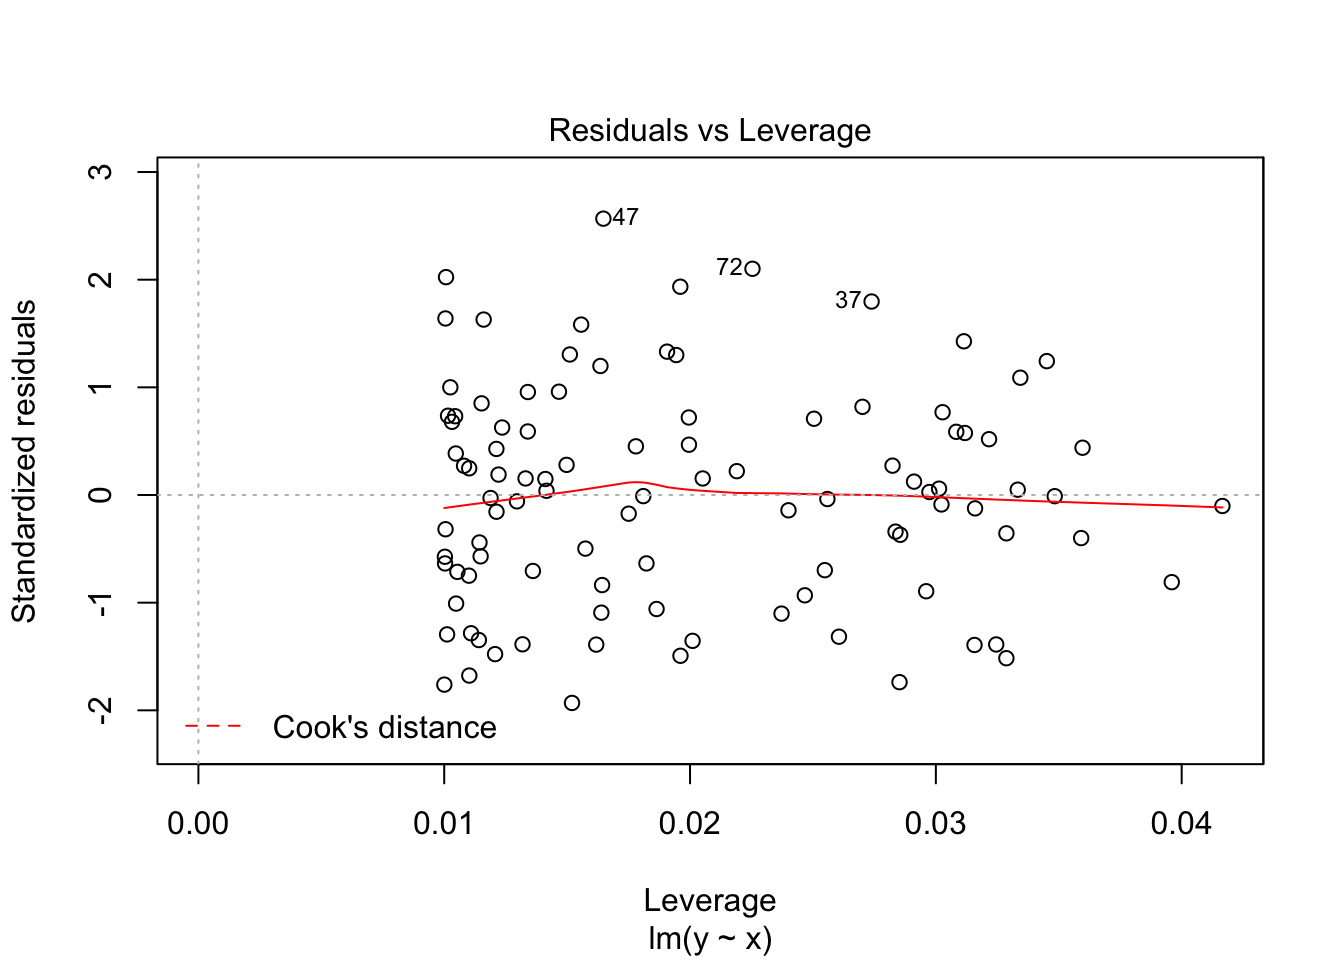 Residuals vs Leverage
Standardized residuals
3
2
1
0
-1
-2
47
72
37
Cook's distance
0.00 0.01 0.02 0.03 0.04
Leverage
lm(y ~ x)